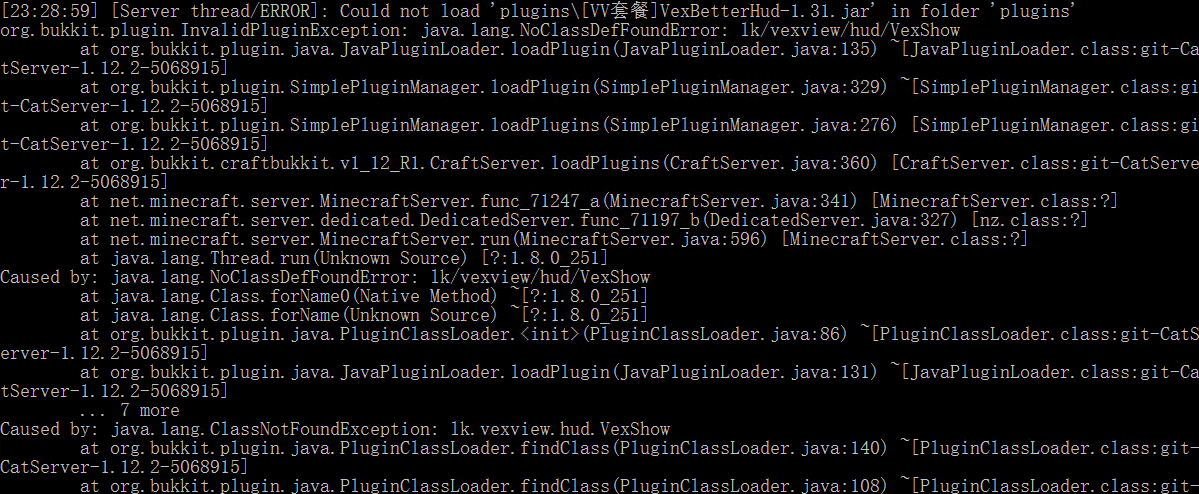 [23:28:59] [Server thread/ERROR]: Could not load 'plugins\[VV套餐]VexBetterHud-1.31.jar' in folder 'plugins'
org.bukkit.plugin.InvalidPluginException: java.lang.NoClassDefFoundError: lk/vexview/hud/VexShow
at org.bukkit.plugin.java.JavaPluginLoader.loadPlugin(JavaPluginLoader.java:135) ~[JavaPluginLoader.class:git-Ca
tServer-1.12.2-5068915]
at org.bukkit.plugin.SimplePluginManager.loadPlugin(SimplePluginManager.java:329) ~[SimplePluginManager.class:gi
t-CatServer-1.12.2-5068915]
at org.bukkit.plugin.SimplePluginManager.loadPlugins(SimplePluginManager.java:276) [SimplePluginManager.class:gi
t-CatServer-1.12.2-5068915]
at org.bukkit.craftbukkit.v1_12_R1.CraftServer.loadPlugins(CraftServer.java:360) [CraftServer.class:git-CatServe
r-1.12.2-5068915]
at net.minecraft.server.MinecraftServer.func_71247_a(MinecraftServer.java:341) [MinecraftServer.class:?]
at net.minecraft.server.dedicated.DedicatedServer.func_71197_b(DedicatedServer.java:327) [nz.class:?]
at net.minecraft.server.MinecraftServer.run(MinecraftServer.java:596) [MinecraftServer.class:?]
at java.lang.Thread.run(Unknown Source) [?:1.8.0_251]
Caused by: java.lang.NoClassDefFoundError: lk/vexview/hud/VexShow
at java.lang.Class.forName0(Native Method) ~[?:1.8.0_251]
at java.lang.Class.forName(Unknown Source) ~[?:1.8.0_251]
at org.bukkit.plugin.java.PluginClassLoader.<init>(PluginClassLoader.java:86) ~[PluginClassLoader.class:git-CatS
erver-1.12.2-5068915]
at org.bukkit.plugin.java.JavaPluginLoader.loadPlugin(JavaPluginLoader.java:131) ~[JavaPluginLoader.class:git-Ca
tServer-1.12.2-5068915]
... 7 more
Caused by: java.lang.ClassNotFoundException: lk.vexview.hud.VexShow
at org.bukkit.plugin.java.PluginClassLoader.findClass(PluginClassLoader.java:140) ~[PluginClassLoader.class:git-
CatServer-1.12.2-5068915]
at org.bukkit.plugin.java.PluginClassLoader.findClass(PluginClassLoader.java:108) ~[PluginClassLoader.class:git-